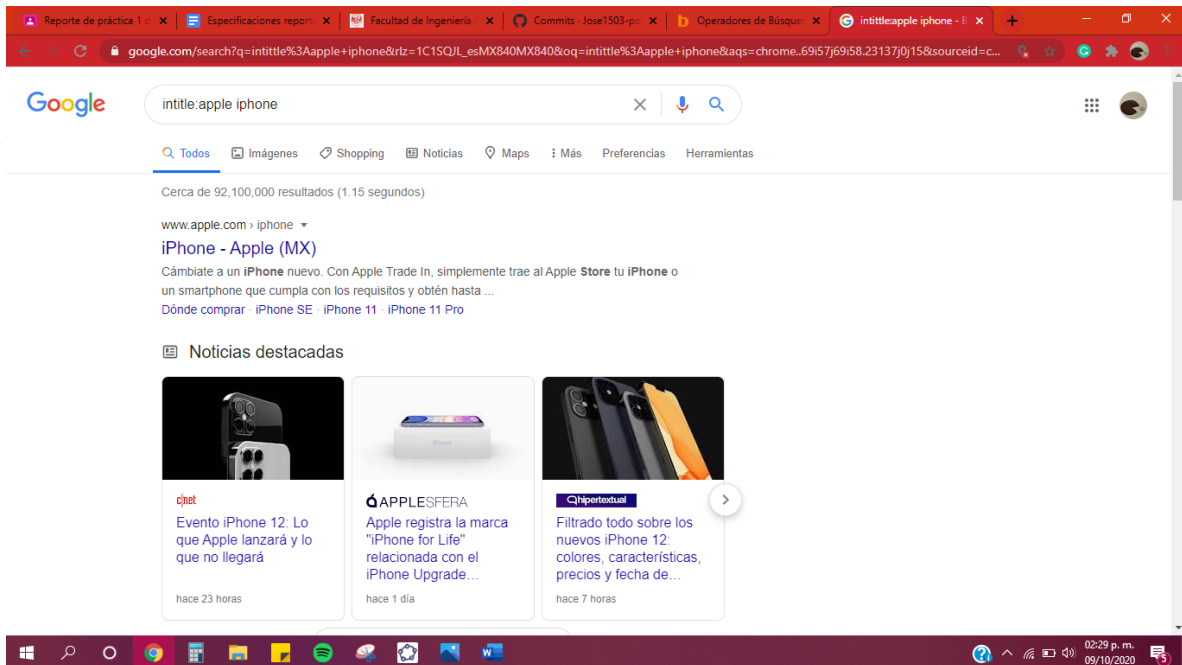 Reporte de práctica 1 d
Especificaciones reporte
Facultad de Ingeniería
Commits · Jose1503-po
Operadores de Búsque
intittle:apple iphone - B
google.com/search?q=intittle%3Aapple+iphone&rlz=1C1SQJL_esMX840MX840&oq=intittle%3Aapple+iphone&aqs=chrome..69i57j69i58.23137j0j15&sourceid=c...
Google
intitle:apple iphone
Todos
Imágenes
Shopping
Noticias
Maps
Más
Preferencias
Herramientas
Cerca de 92,100,000 resultados (1.15 segundos)
www.apple.com › iphone
iPhone - Apple (MX)
Cámbiate a un iPhone nuevo. Con Apple Trade In, simplemente trae al Apple Store tu iPhone o
un smartphone que cumpla con los requisitos y obtén hasta ...
Dónde comprar · iPhone SE · iPhone 11 · iPhone 11 Pro
Noticias destacadas
iPhone
c|net
Evento iPhone 12: Lo
que Apple lanzará y lo
que no llegará
hace 23 horas
APPLESFERA
Apple registra la marca
"iPhone for Life"
relacionada con el
iPhone Upgrade...
hace 1 día
hipertextual
Filtrado todo sobre los
nuevos iPhone 12:
colores, características,
precios y fecha de...
hace 7 horas
02:29 p. m.
09/10/2020
5